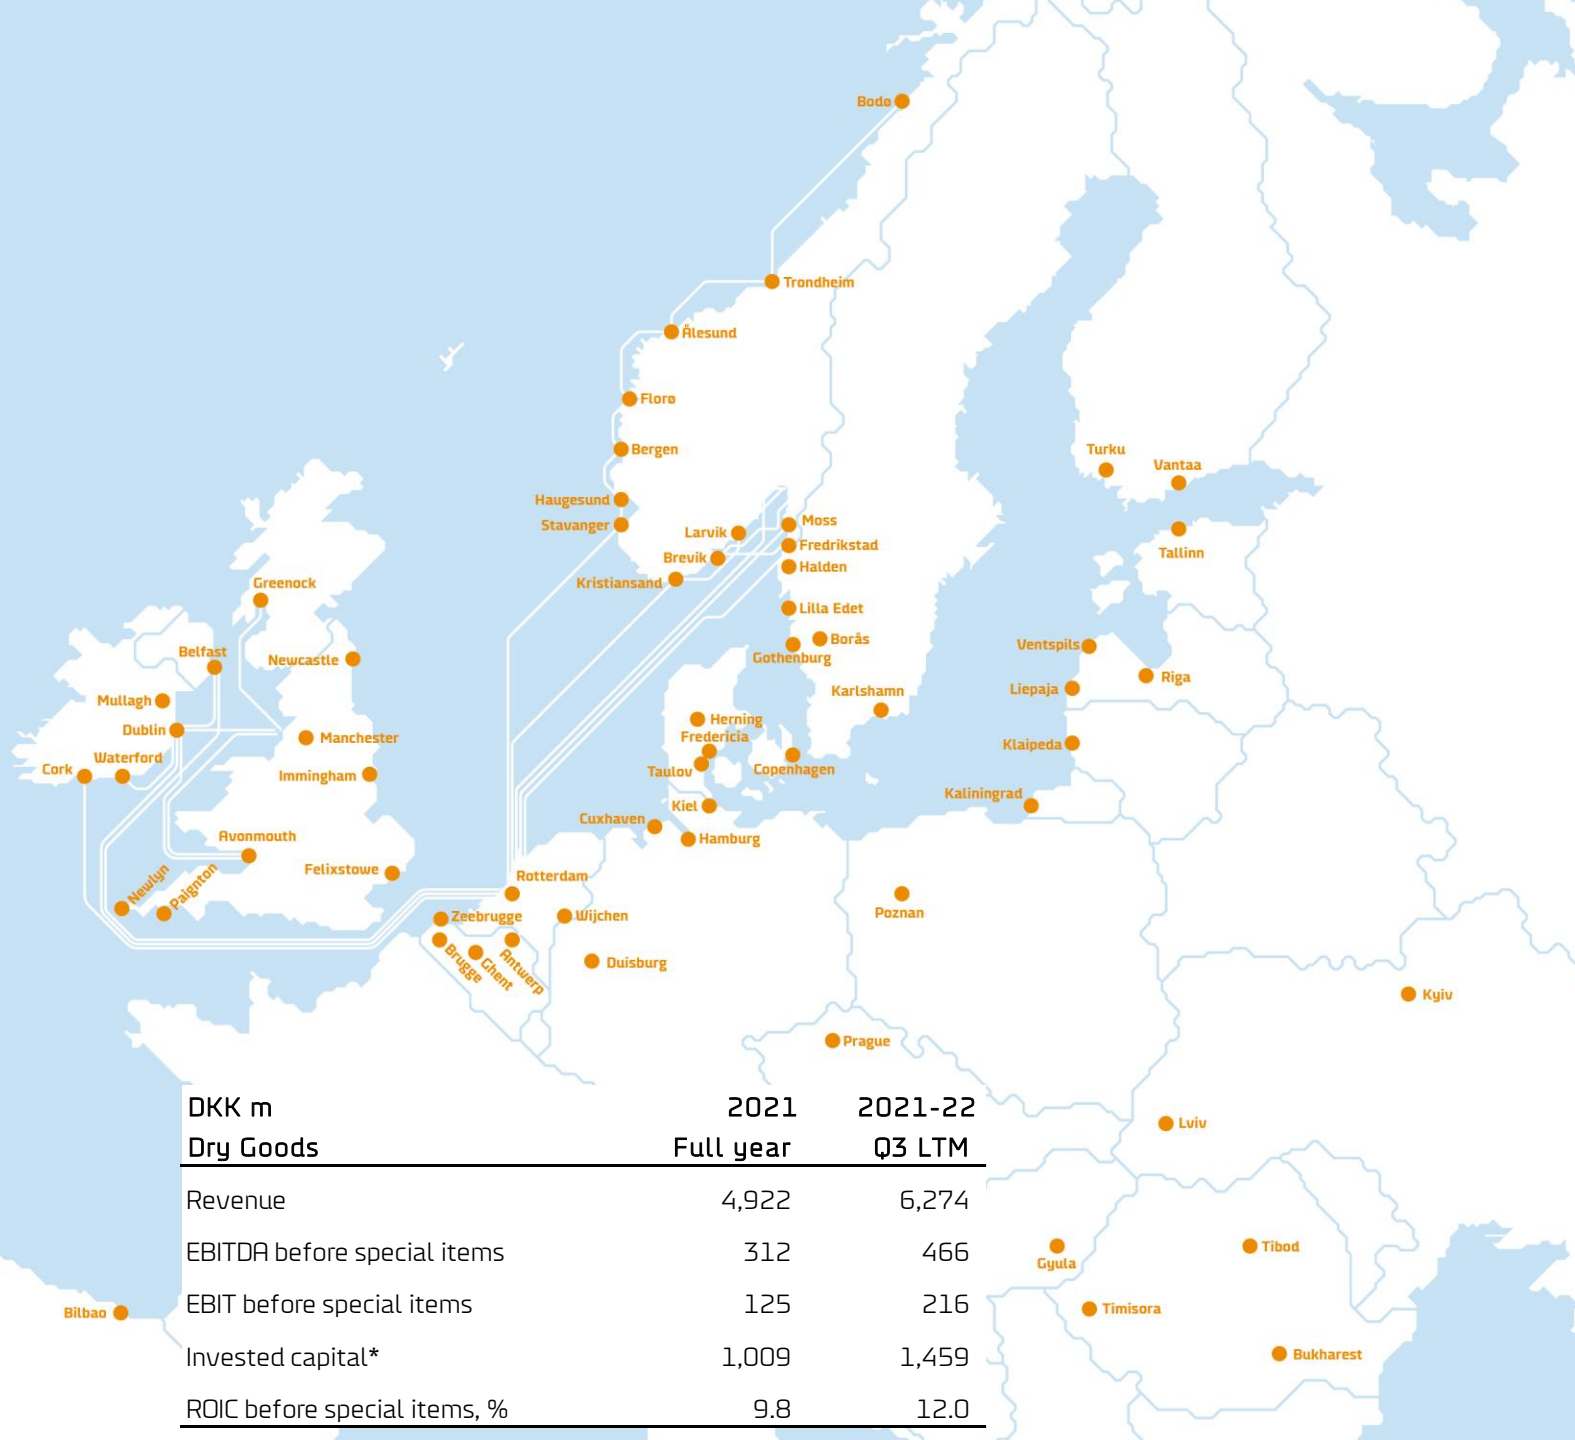 Bodø
Trondheim
Ålesund
Florø
Bergen
Turku
Vantaa
Haugesund
Stavanger
Moss
Larvik
Fredrikstad
Tallinn
Brevik
Halden
Kristiansand
Greenock
Lilla Edet
Borås
Ventspils
Belfast
Newcastle
Gothenburg
Riga
Liepaja
Karlshamn
Mullagh
Herning
Dublin
Manchester
Fredericia
Klaipeda
Waterford
Cork
Immingham
Taulov
Copenhagen
Kaliningrad
Kiel
Cuxhaven
Avonmouth
Hamburg
Felixstowe
Rotterdam
Newlyn
Paignton
Zeebrugge
Wijchen
Poznan
Brugge
Ghent
Antwerp
Duisburg
Kyiv
Prague
Lviv
Gyula
Tibod
Timisora
Bilbao
Bukharest
DKK m 2021 2021-22
Dry Goods Full year Q3 LTM
Revenue 4,922 6,274
EBITDA before special items 312 466
EBIT before special items 125 216
Invested capital* 1,009 1,459
ROIC before special items, % 9.8 12.0